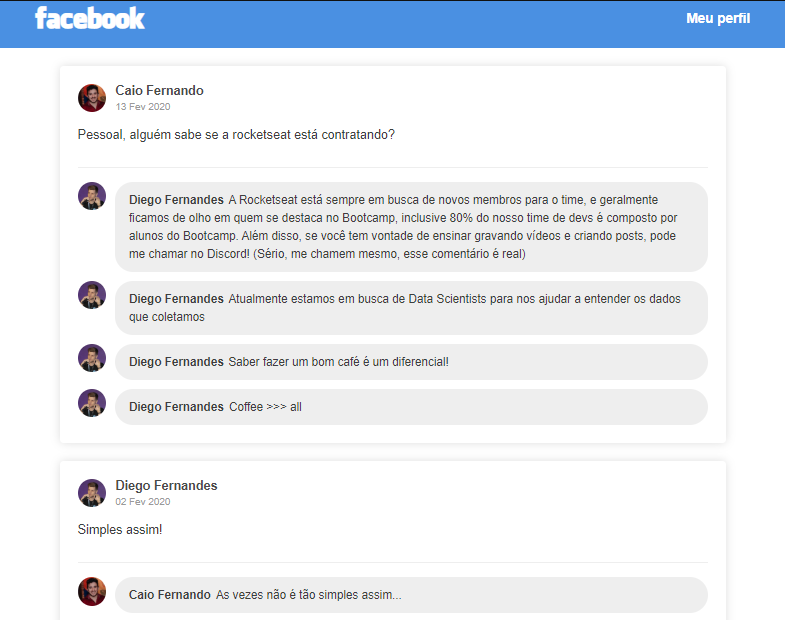 facebook
Meu perfil
Caio Fernando
13 Fev 2020
Pessoal, alguém sabe se a rocketseat está contratando?
Diego Fernandes A Rocketseat está sempre em busca de novos membros para o time, e geralmente
ficamos de olho em quem se destaca no Bootcamp, inclusive 80% do nosso time de devs é composto por
alunos do Bootcamp. Além disso, se você tem vontade de ensinar gravando vídeos e criando posts, pode
me chamar no Discord! (Sério, me chamem mesmo, esse comentário é real)
Diego Fernandes Atualmente estamos em busca de Data Scientists para nos ajudar a entender os dados
que coletamos
Diego Fernandes Saber fazer um bom café é um diferencial!
Diego Fernandes Coffee >>> all
Diego Fernandes
02 Fev 2020
Simples assim!
Caio Fernando As vezes não é tão simples assim...